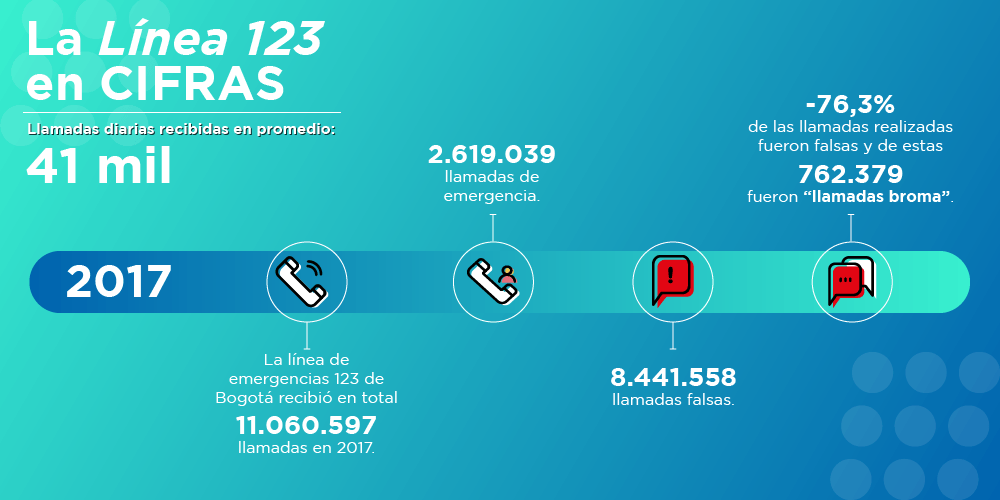 La Línea 123
en CIFRAS
Llamadas diarias recibidas en promedio:
41 mil
2017
La línea de
emergencias 123 de
Bogotá recibió en total
11.060.597
llamadas en 2017.
2.619.039
llamadas de
emergencia.
8.441.558
llamadas falsas.
-76,3%
de las llamadas realizadas
fueron falsas y de estas
762.379
fueron “llamadas broma”.